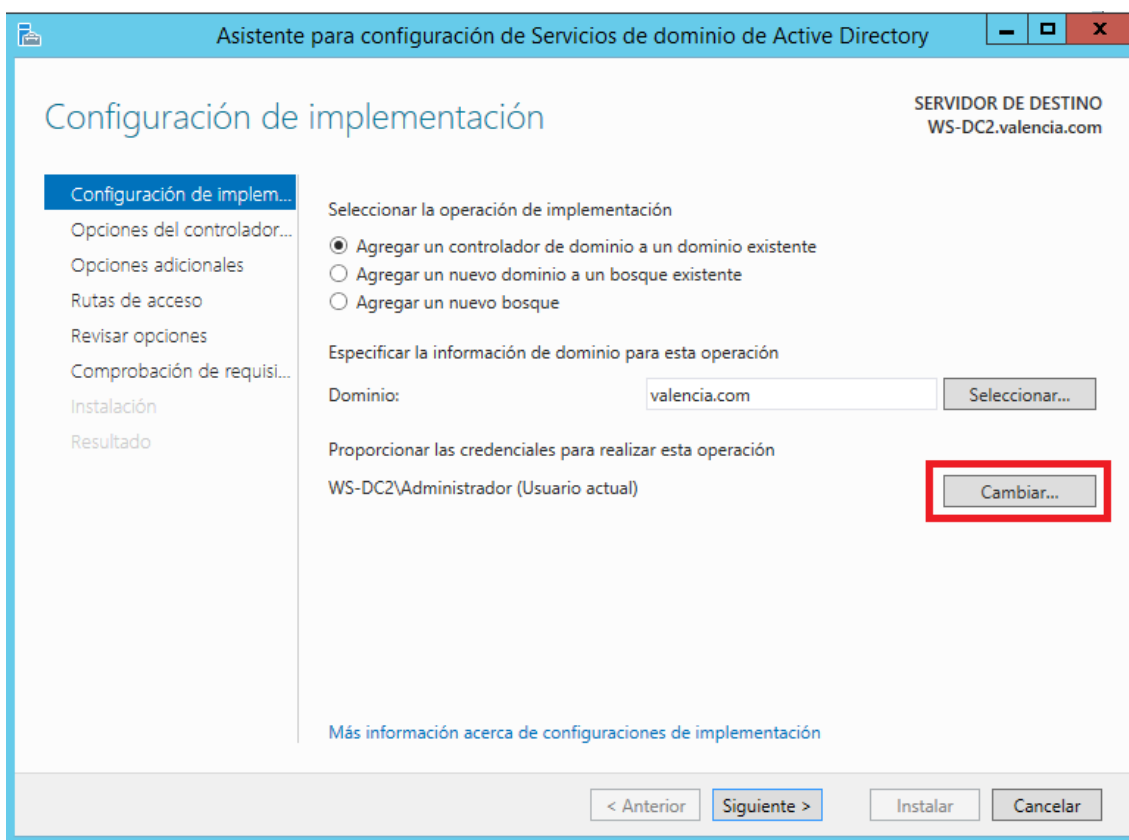 Asistente para configuración de Servicios de dominio de Active Directory
Configuración de implementación
SERVIDOR DE DESTINO
WS-DC2.valencia.com
Configuración de implem...
Opciones del controlador...
Opciones adicionales
Rutas de acceso
Revisar opciones
Comprobación de requisi...
Instalación
Resultado
Seleccionar la operación de implementación
Agregar un controlador de dominio a un dominio existente
Agregar un nuevo dominio a un bosque existente
Agregar un nuevo bosque
Especificar la información de dominio para esta operación
Dominio: valencia.com Seleccionar...
Proporcionar las credenciales para realizar esta operación
WS-DC2\Administrador (Usuario actual) Cambiar...
Más información acerca de configuraciones de implementación
< Anterior Siguiente > Instalar Cancelar